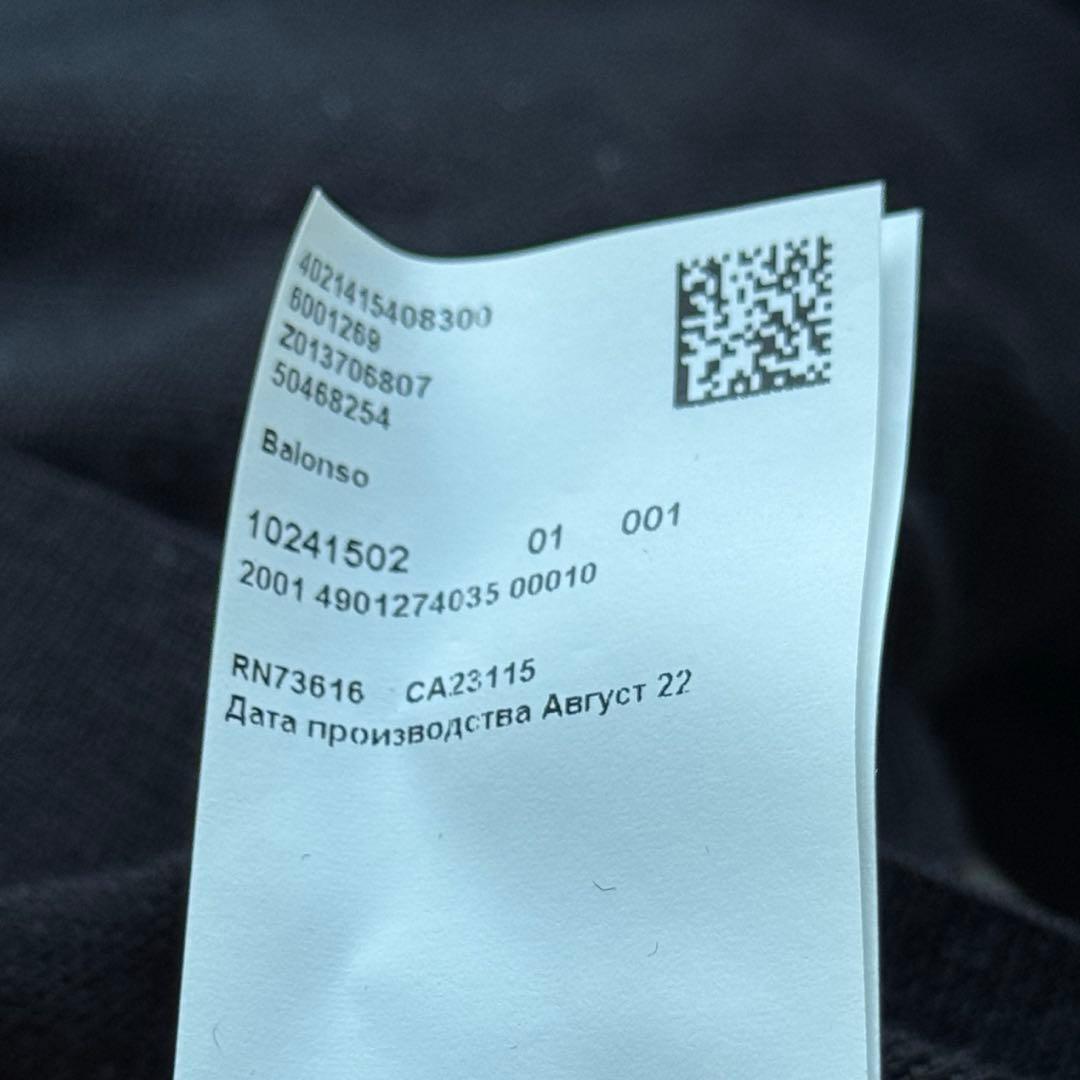 4021415408300
6001269
Z013706807
50468254
Balonso
10241502 01 001
2001 4901274035 00010
RN73616 CA23115
Дата производства Август 22